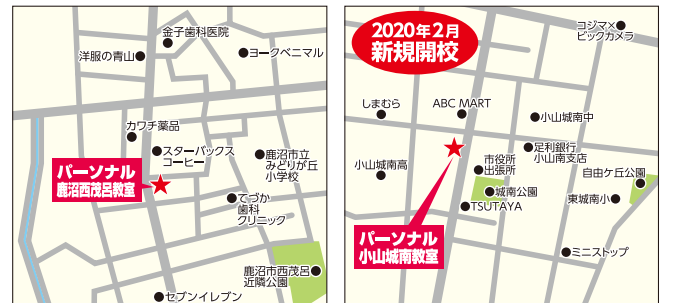 金子歯科医院
洋服の青山
ヨークベニマル
カワチ薬品
スターバックス
コーヒー
鹿沼市立
みどりが丘
小学校
パーソナル
鹿沼西茂呂教室
てづか
歯科
クリニック
鹿沼市西茂呂
近隣公園
セブンイレブン
2020年2月
新規開校
コジマ×
ビックカメラ
しまむら
ABC MART
小山城南中
足利銀行
小山南支店
小山城南高
市役所
出張所
自由ケ丘公園
城南公園
東城南小
TSUTAYA
パーソナル
小山城南教室
ミニストップ